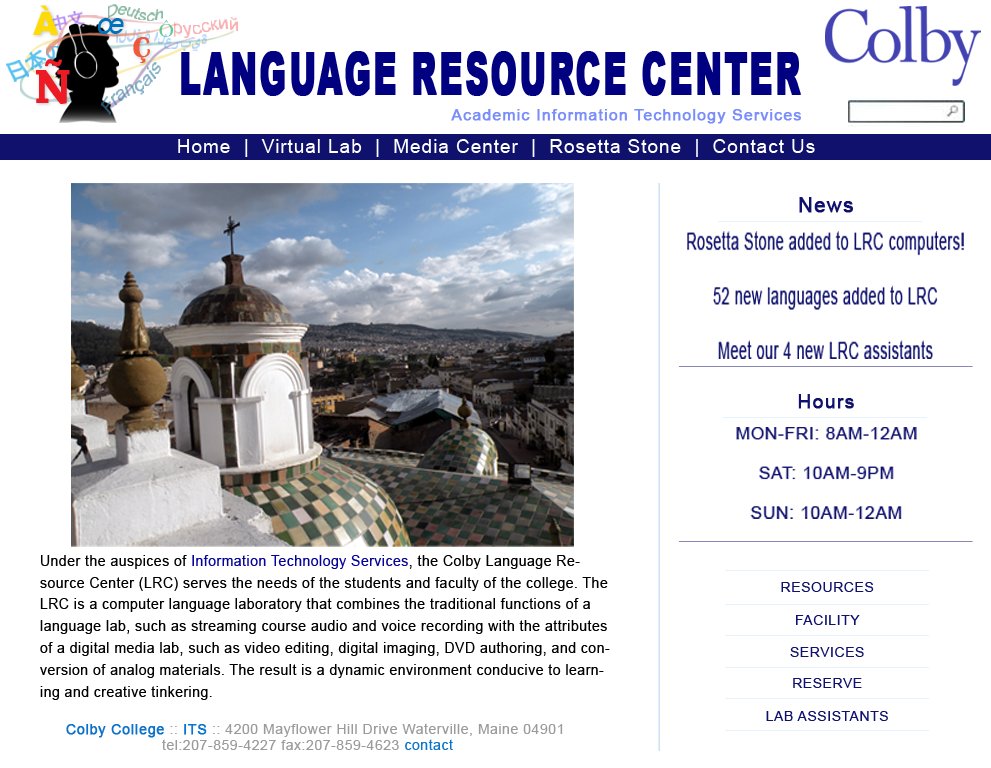 À
中文
Deutsch
œ
Ô
русский
ç
日本
Ñ
Français
LANGUAGE RESOURCE CENTER
Academic Information Technology Services
Colby
Home | Virtual Lab | Media Center | Rosetta Stone | Contact Us
News
Rosetta Stone added to LRC computers!
52 new languages added to LRC
Meet our 4 new LRC assistants
Hours
MON-FRI: 8AM-12AM
SAT: 10AM-9PM
SUN: 10AM-12AM
RESOURCES
FACILITY
SERVICES
RESERVE
LAB ASSISTANTS
Under the auspices of Information Technology Services, the Colby Language Re-
source Center (LRC) serves the needs of the students and faculty of the college. The
LRC is a computer language laboratory that combines the traditional functions of a
language lab, such as streaming course audio and voice recording with the attributes
of a digital media lab, such as video editing, digital imaging, DVD authoring, and con-
version of analog materials. The result is a dynamic environment conducive to learn-
ing and creative tinkering.
Colby College :: ITS :: 4200 Mayflower Hill Drive Waterville, Maine 04901
tel:207-859-4227 fax:207-859-4623 contact